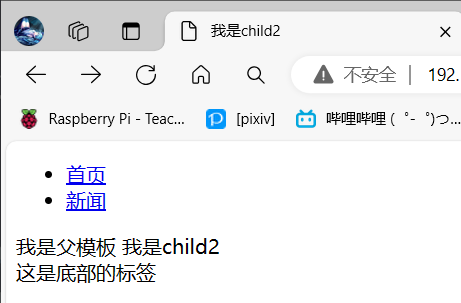 我是child2
不安全 | 192.
Raspberry Pi - Teac... [pixiv] 哔哩哔哩 (゜-゜)つ...
首页
新闻
我是父模板 我是child2
这是底部的标签